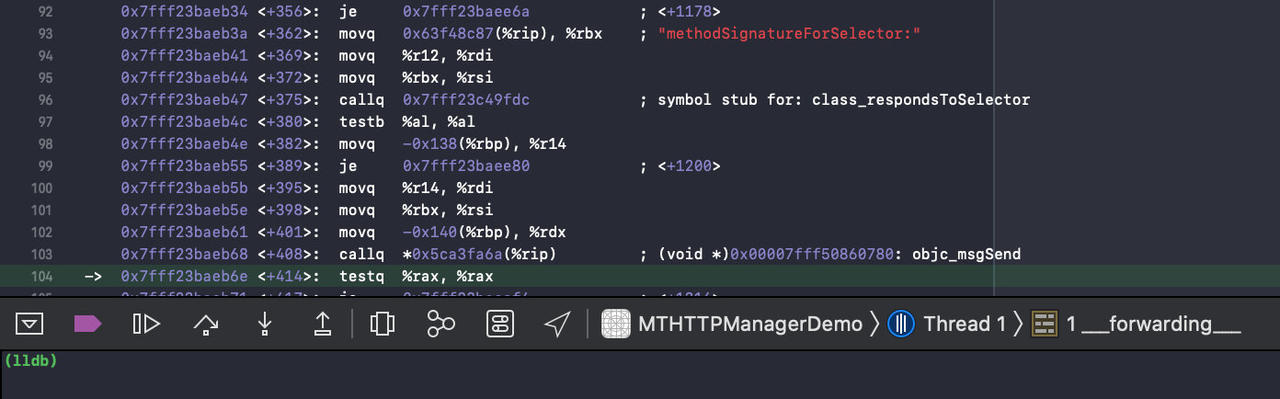 92 0x7fff23baeb34 <+356>: je 0x7fff23baee6a ; <+1178>
93 0x7fff23baeb3a <+362>: movq 0x63f48c87(%rip), %rbx ; "methodSignatureForSelector:"
94 0x7fff23baeb41 <+369>: movq %r12, %rdi
95 0x7fff23baeb44 <+372>: movq %rbx, %rsi
96 0x7fff23baeb47 <+375>: callq 0x7fff23c49fdc ; symbol stub for: class_respondsToSelector
97 0x7fff23baeb4c <+380>: testb %al, %al
98 0x7fff23baeb4e <+382>: movq -0x138(%rbp), %r14
99 0x7fff23baeb55 <+389>: je 0x7fff23baee80 ; <+1200>
100 0x7fff23baeb5b <+395>: movq %r14, %rdi
101 0x7fff23baeb5e <+398>: movq %rbx, %rsi
102 0x7fff23baeb61 <+401>: movq -0x140(%rbp), %rdx
103 0x7fff23baeb68 <+408>: callq *0x5ca3fa6a(%rip) ; (void *)0x00007fff50860780: objc_msgSend
104 -> 0x7fff23baeb6e <+414>: testq %rax, %rax
MTHTTPManagerDemo Thread 1 1 ___forwarding___
(lldb)